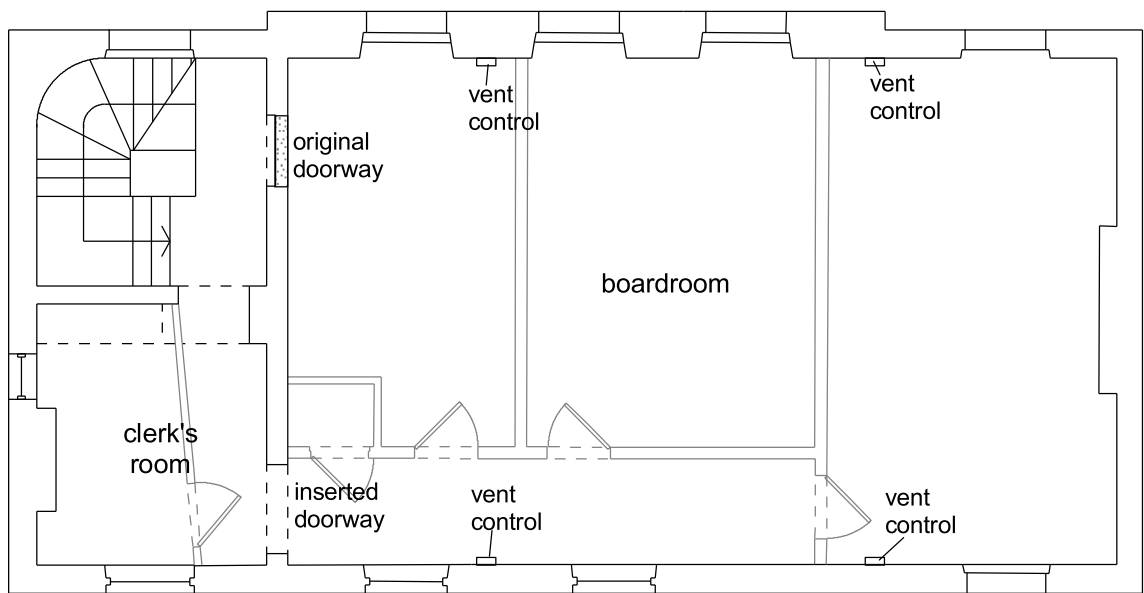 vent
control
vent
control
original
doorway
boardroom
clerk's
room
inserted
doorway
vent
control
vent
control